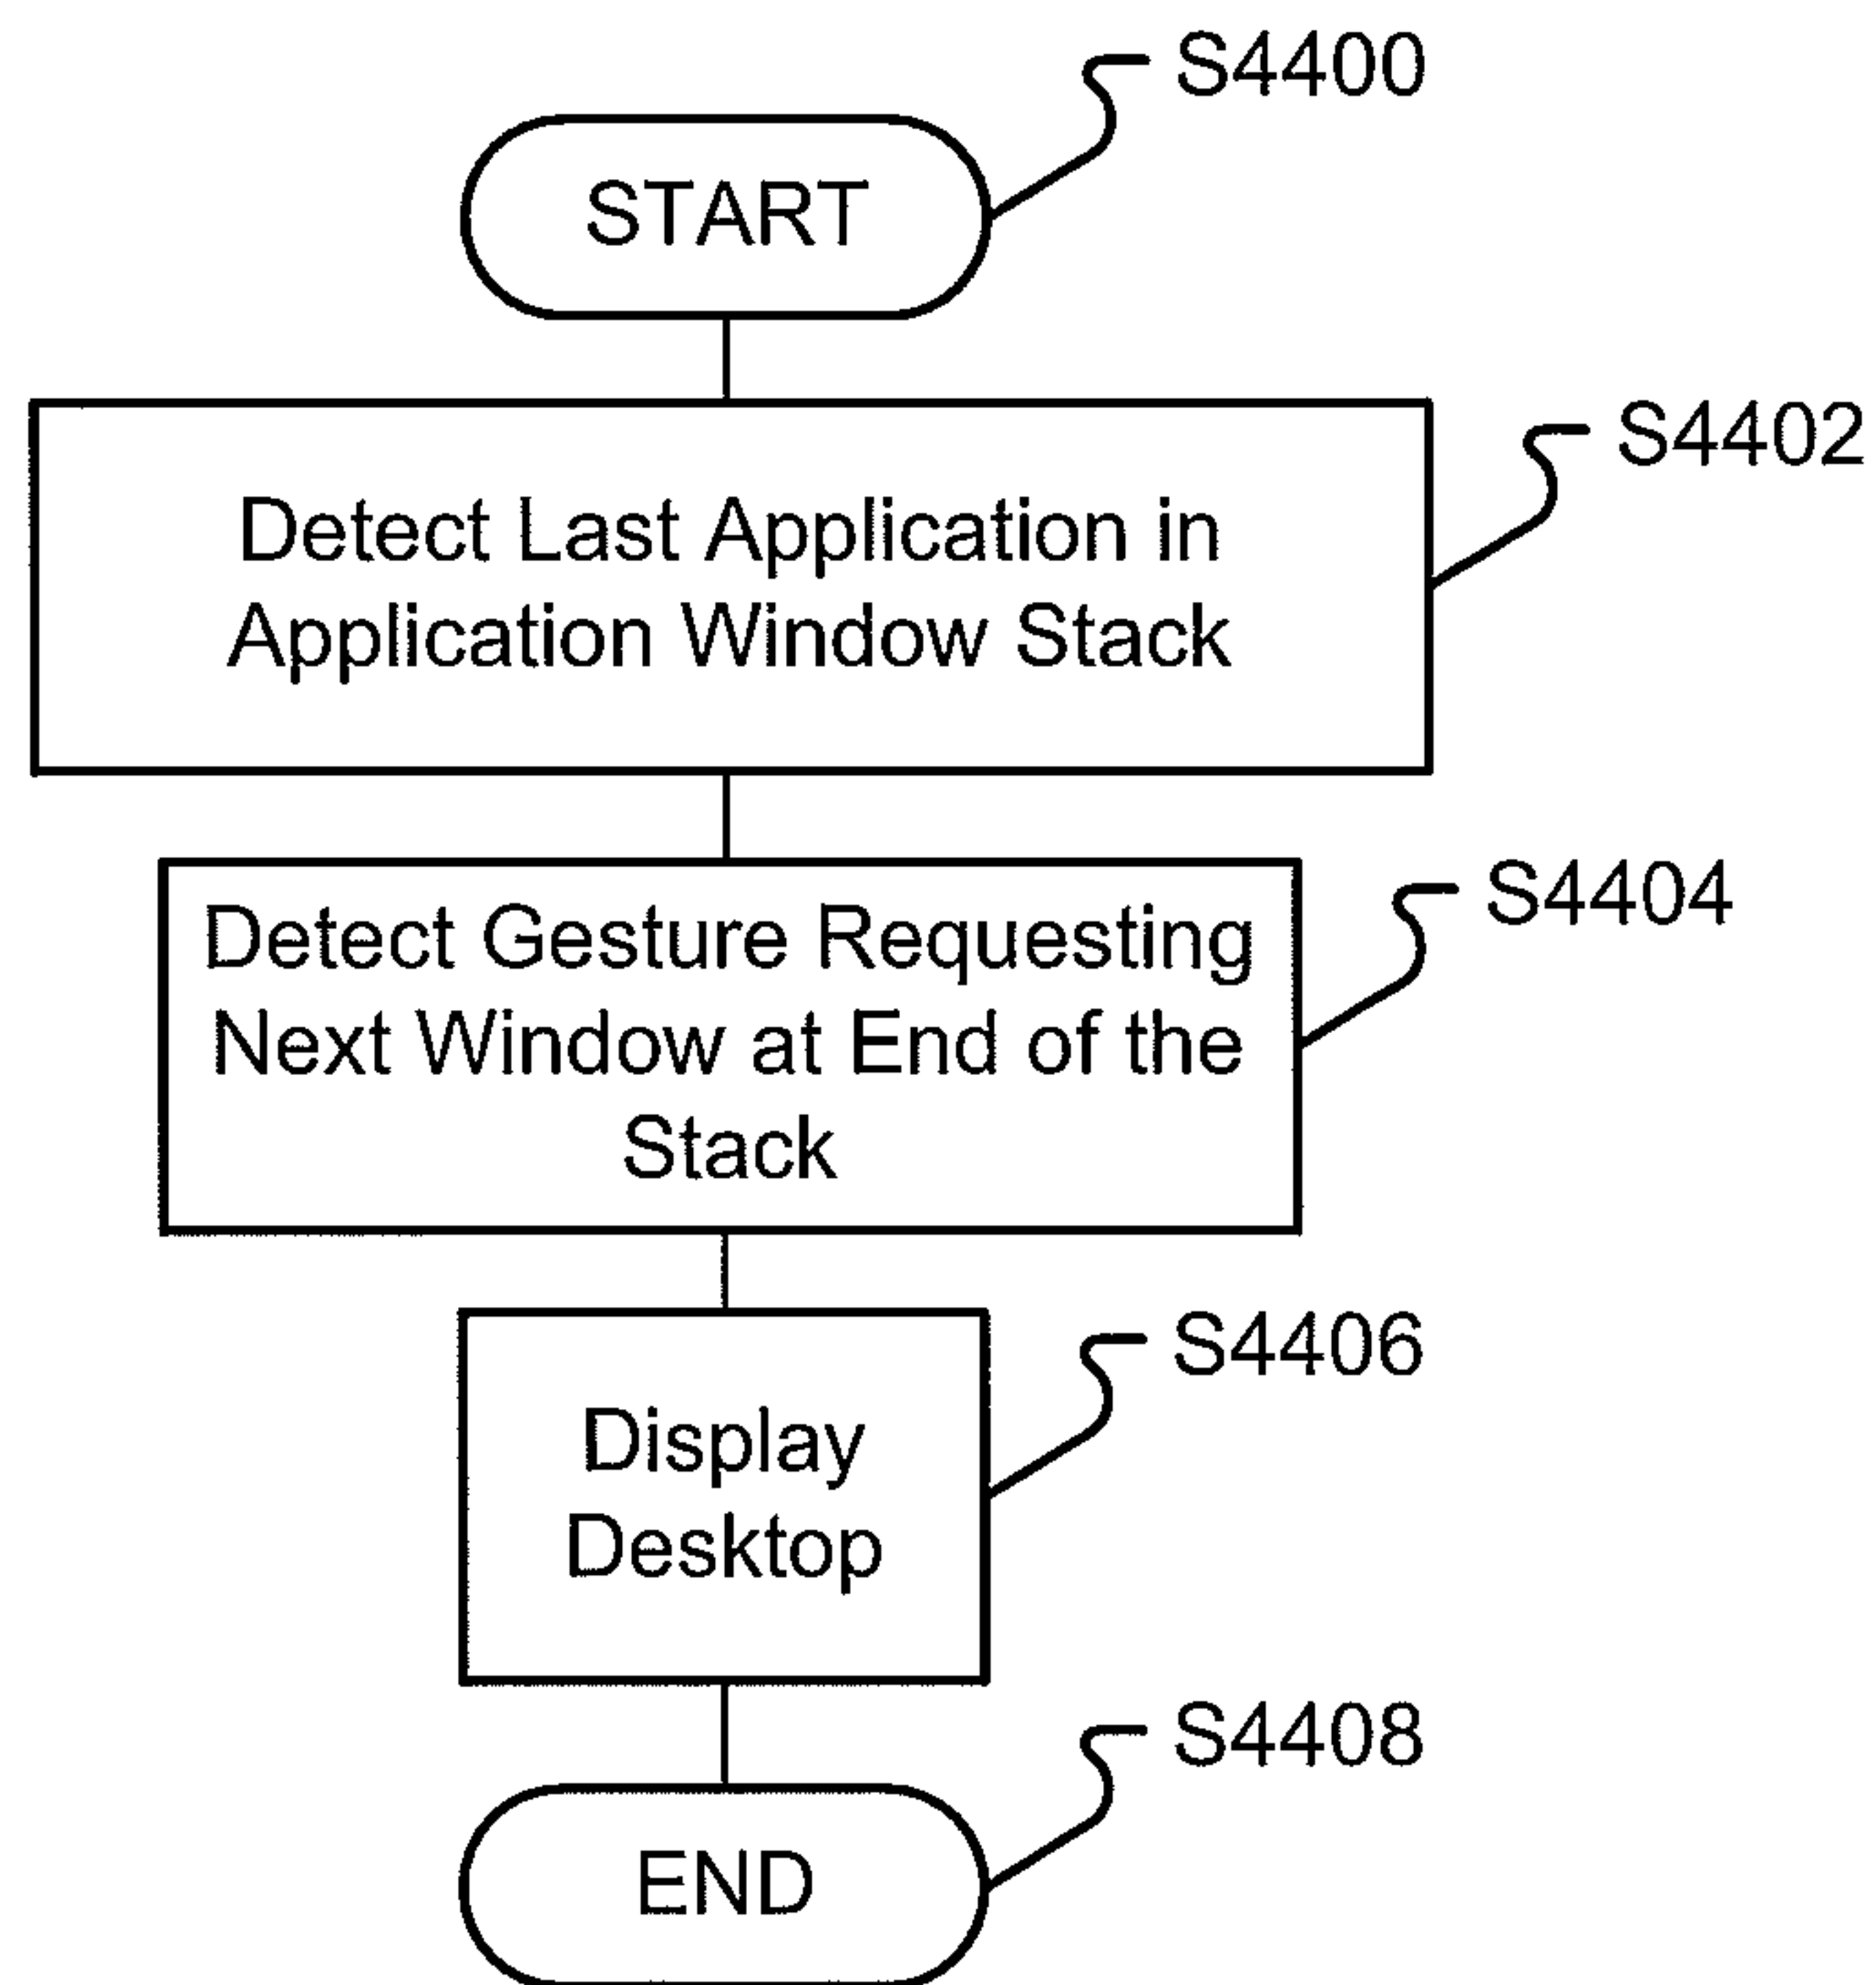 S4400
START
S4402
Detect Last Application in
Application Window Stack
S4404
Detect Gesture Requesting
Next Window at End of the
Stack
S4406
Display
Desktop
S4408
END